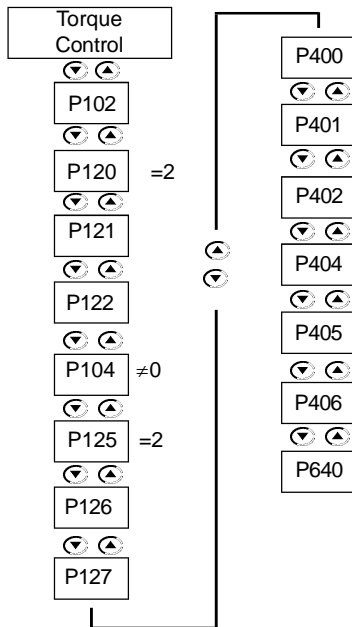 Torque
Control
P102
P120 =2
P121
P122
P104 ≠0
P125 =2
P126
P127
P400
P401
P402
P404
P405
P406
P640